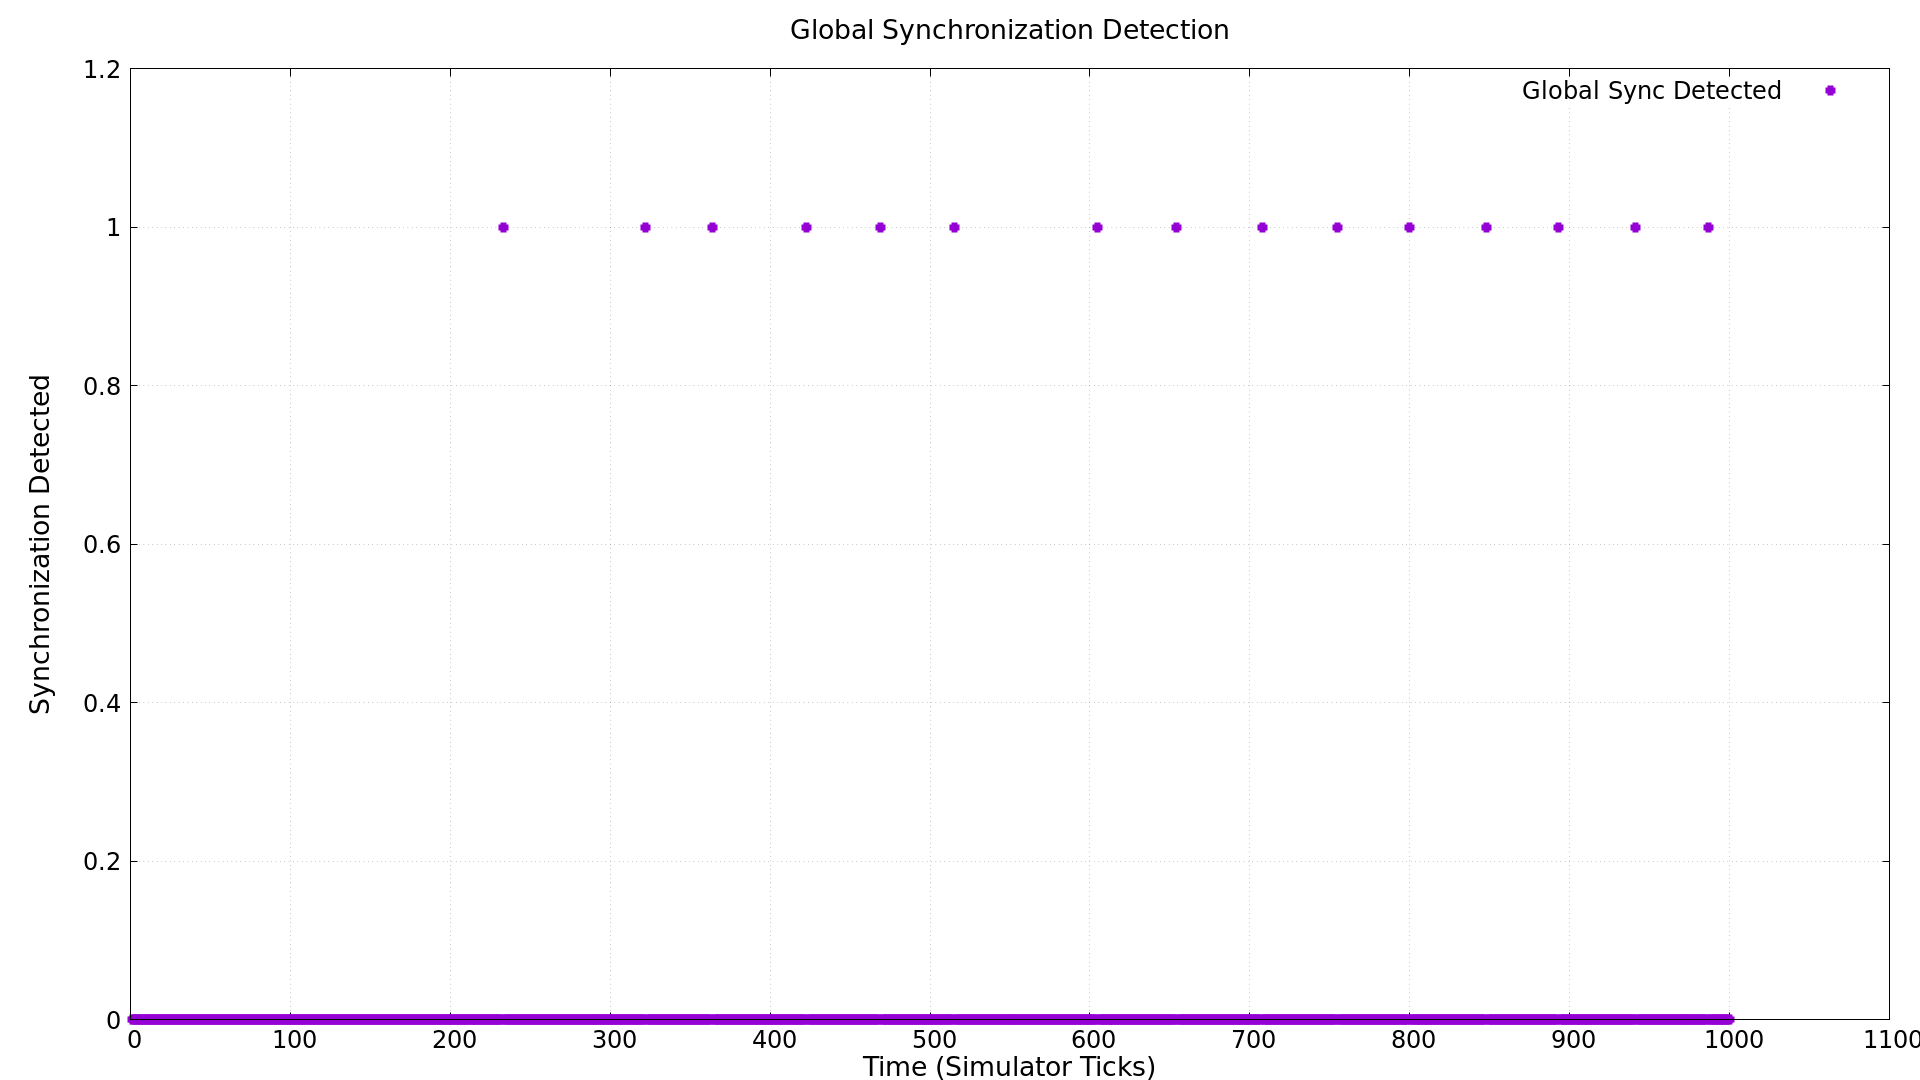 Global Synchronization Detection
Global Sync Detected
1.2
1
0.8
0.6
0.4
0.2
0
Synchronization Detected
0 100 200 300 400 500 600 700 800 900 1000 1100
Time (Simulator Ticks)